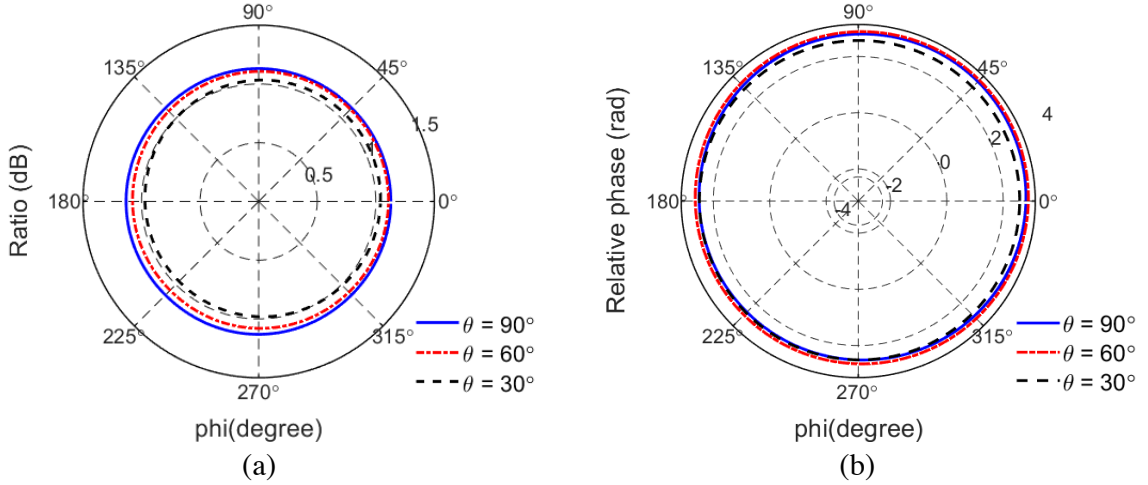 90°
135°
45°
1.5
0.5
180°
0°
225°
315°
270°
Ratio (dB)
phi(degree)
θ = 90°
θ = 60°
θ = 30°
(a)
90°
135°
45°
4
2
0
-2
-4
180°
0°
225°
315°
270°
Relative phase (rad)
phi(degree)
θ = 90°
θ = 60°
θ = 30°
(b)